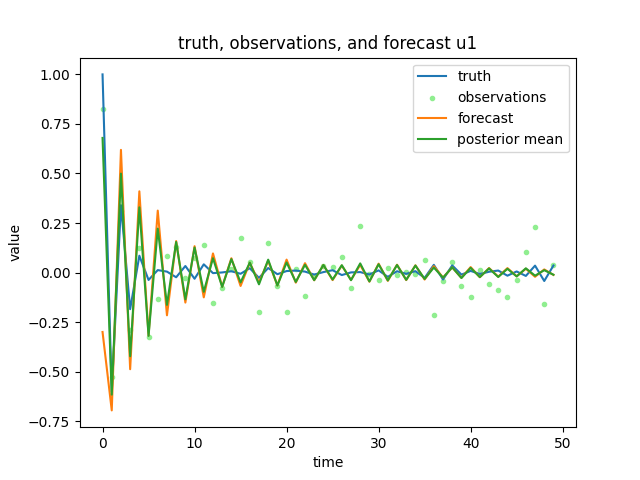 truth, observations, and forecast u1
truth
observations
forecast
posterior mean
1.00
0.75
0.50
0.25
0.00
−0.25
−0.50
−0.75
value
0 10 20 30 40 50
time